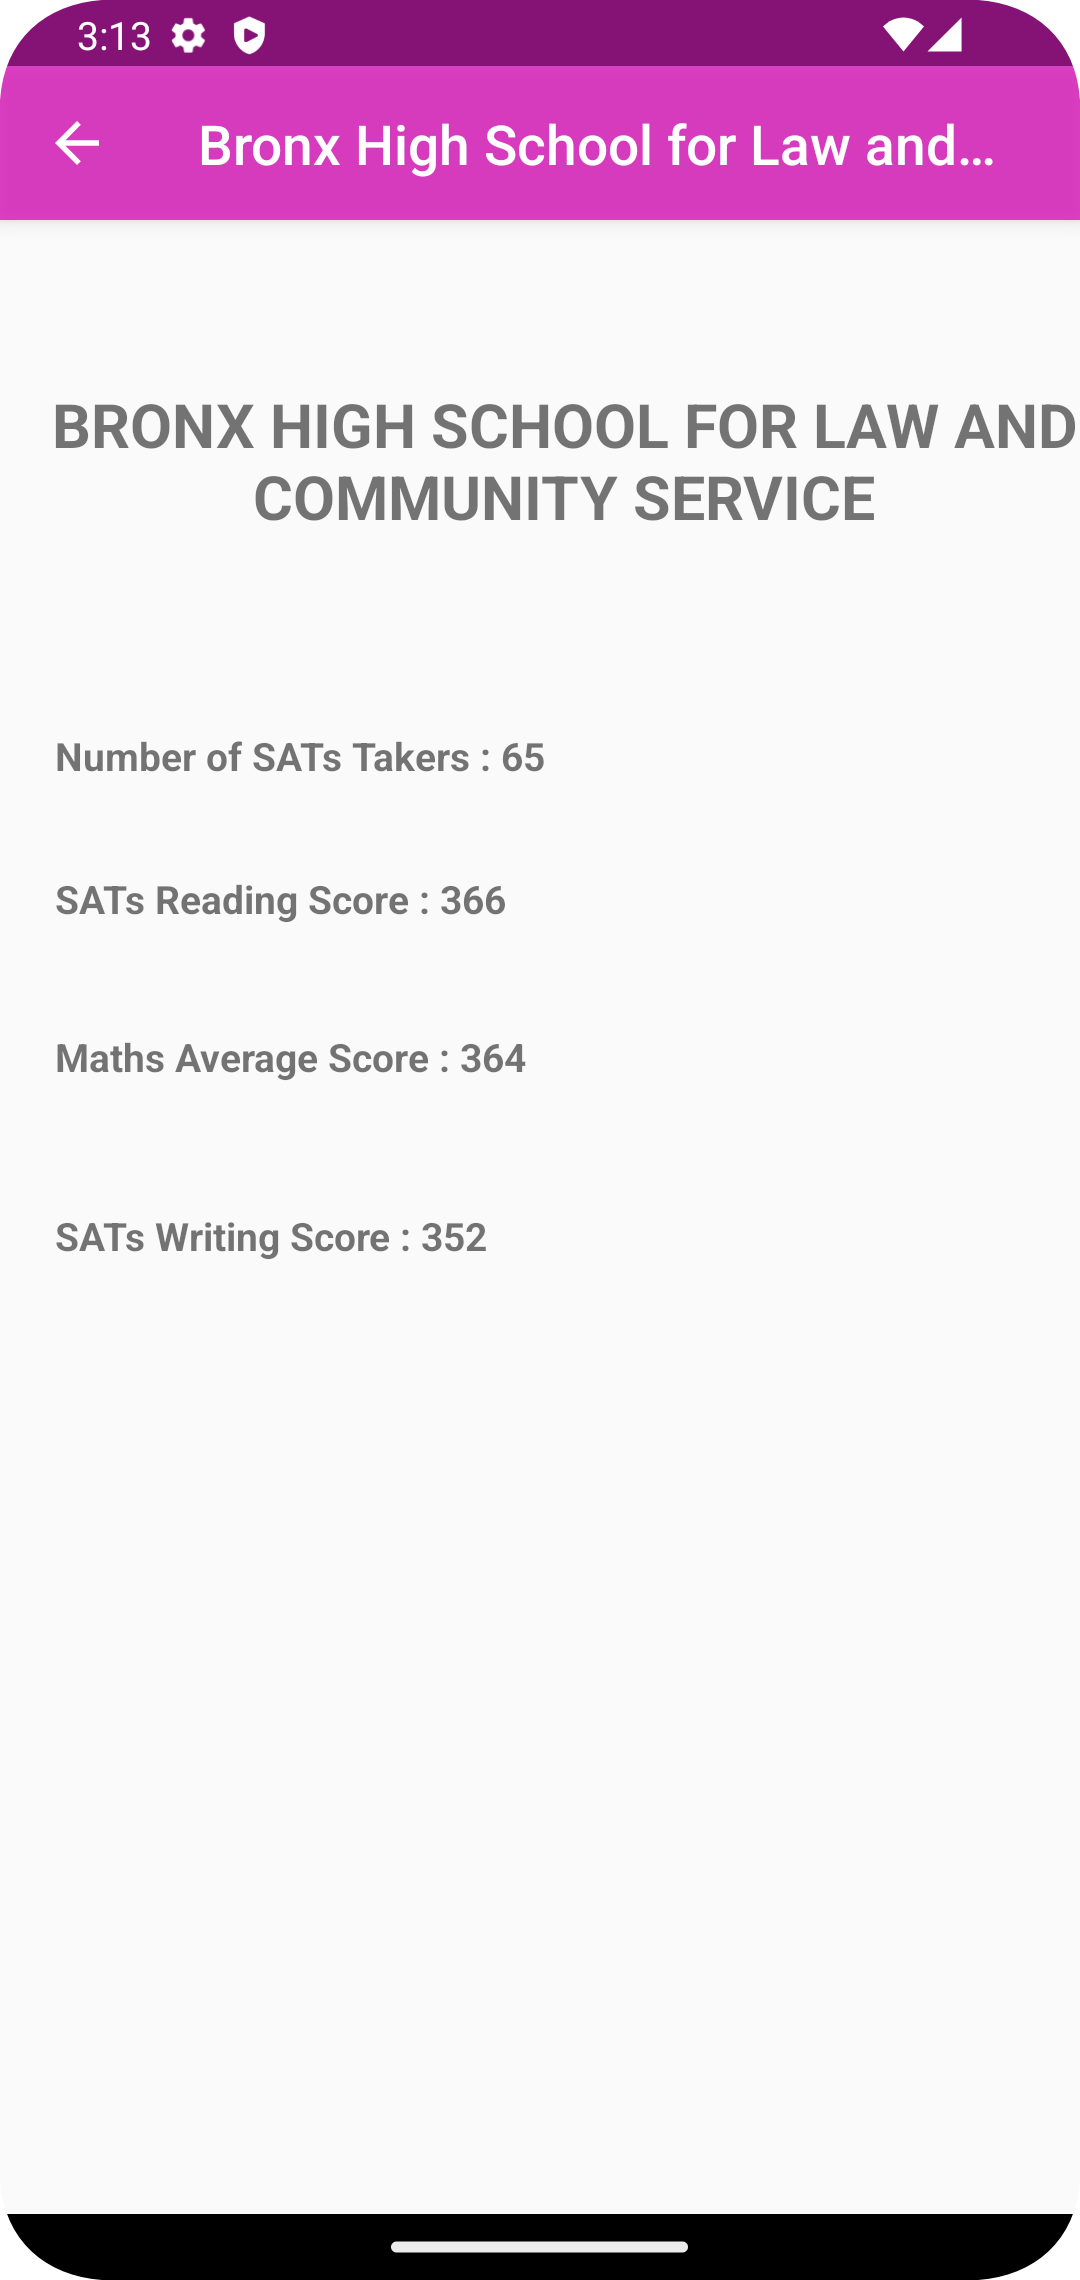 3:13
Bronx High School for Law and...
BRONX HIGH SCHOOL FOR LAW AND
COMMUNITY SERVICE
Number of SATs Takers : 65
SATs Reading Score : 366
Maths Average Score : 364
SATs Writing Score : 352